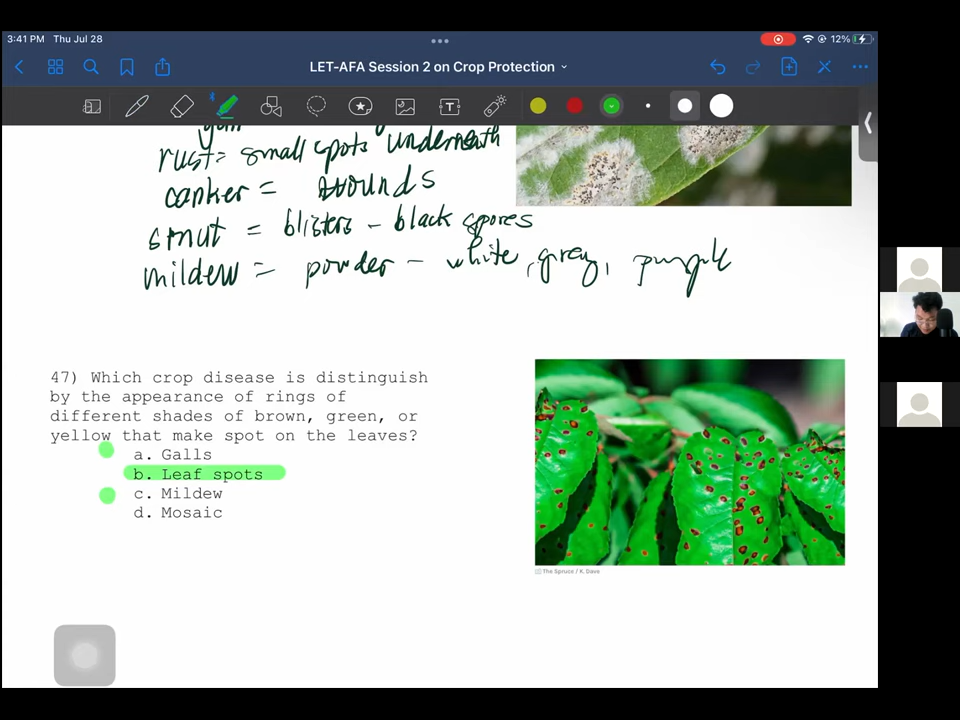 3:41 PM Thu Jul 28
12%
LET-AFA Session 2 on Crop Protection
rust= small spots underneath
canker = wounds
smut = blisters - black spores
mildew = powder - white, gray, purple
47) Which crop disease is distinguish
by the appearance of rings of
different shades of brown, green, or
yellow that make spot on the leaves?
a. Galls
b. Leaf spots
c. Mildew
d. Mosaic
The Spruce / K. Dave